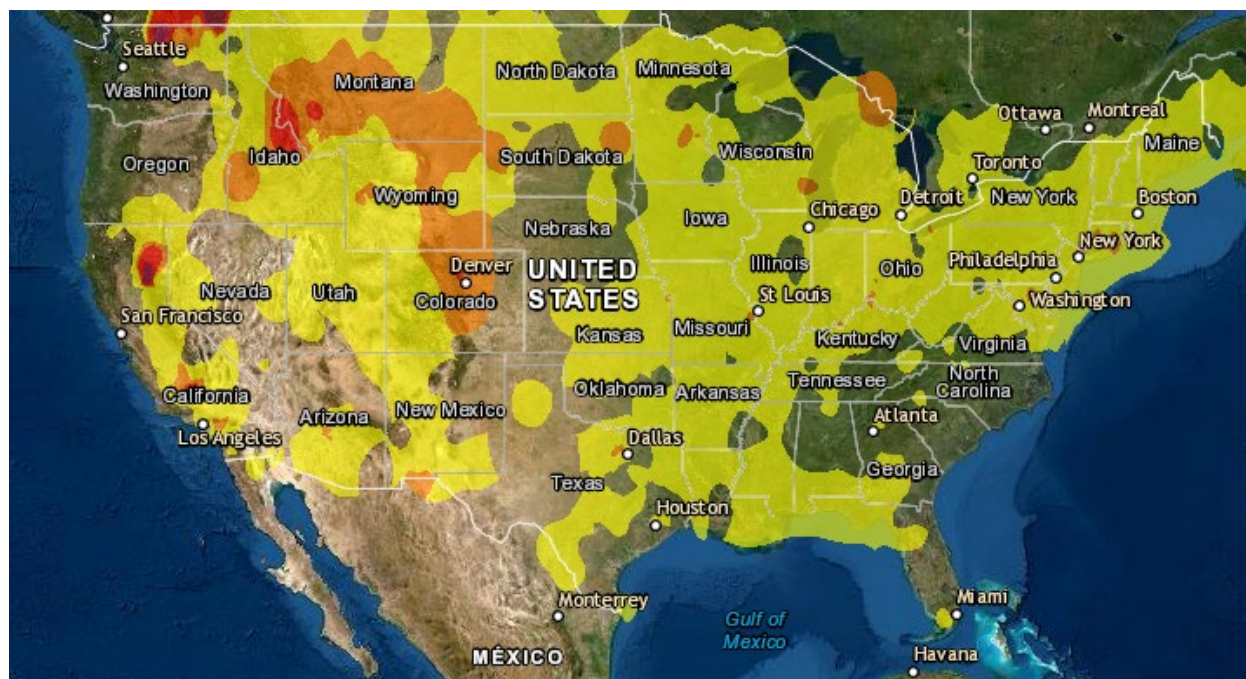 Seattle
Washington
Montana
North Dakota
Minnesota
Ottawa
Montreal
Maine
Oregon
Idaho
South Dakota
Wisconsin
Toronto
Wyoming
Detroit
New York
Boston
Nebraska
Iowa
Chicago
New York
Denver
UNITED
STATES
Illinois
Ohio
Philadelphia
Nevada
Utah
Colorado
St Louis
Washington
San Francisco
Kansas
Missouri
Kentucky
Virginia
California
Arizona
New Mexico
Oklahoma
Arkansas
Tennessee
North
Carolina
Los Angeles
Dallas
Atlanta
Texas
Georgia
Houston
Monterrey
Gulf of
Mexico
Miami
MÉXICO
Havana